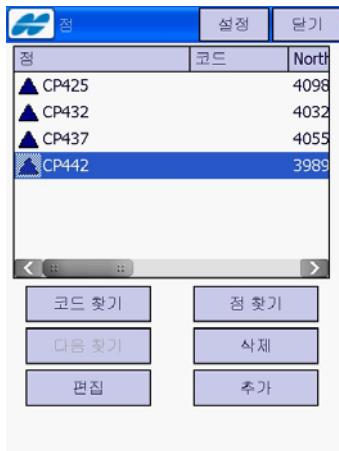 점 설정 닫기
점 코드 North
CP425 4098
CP432 4032
CP437 4055
CP442 3989
코드 찾기 점 찾기
다음 찾기 삭제
편집 추가